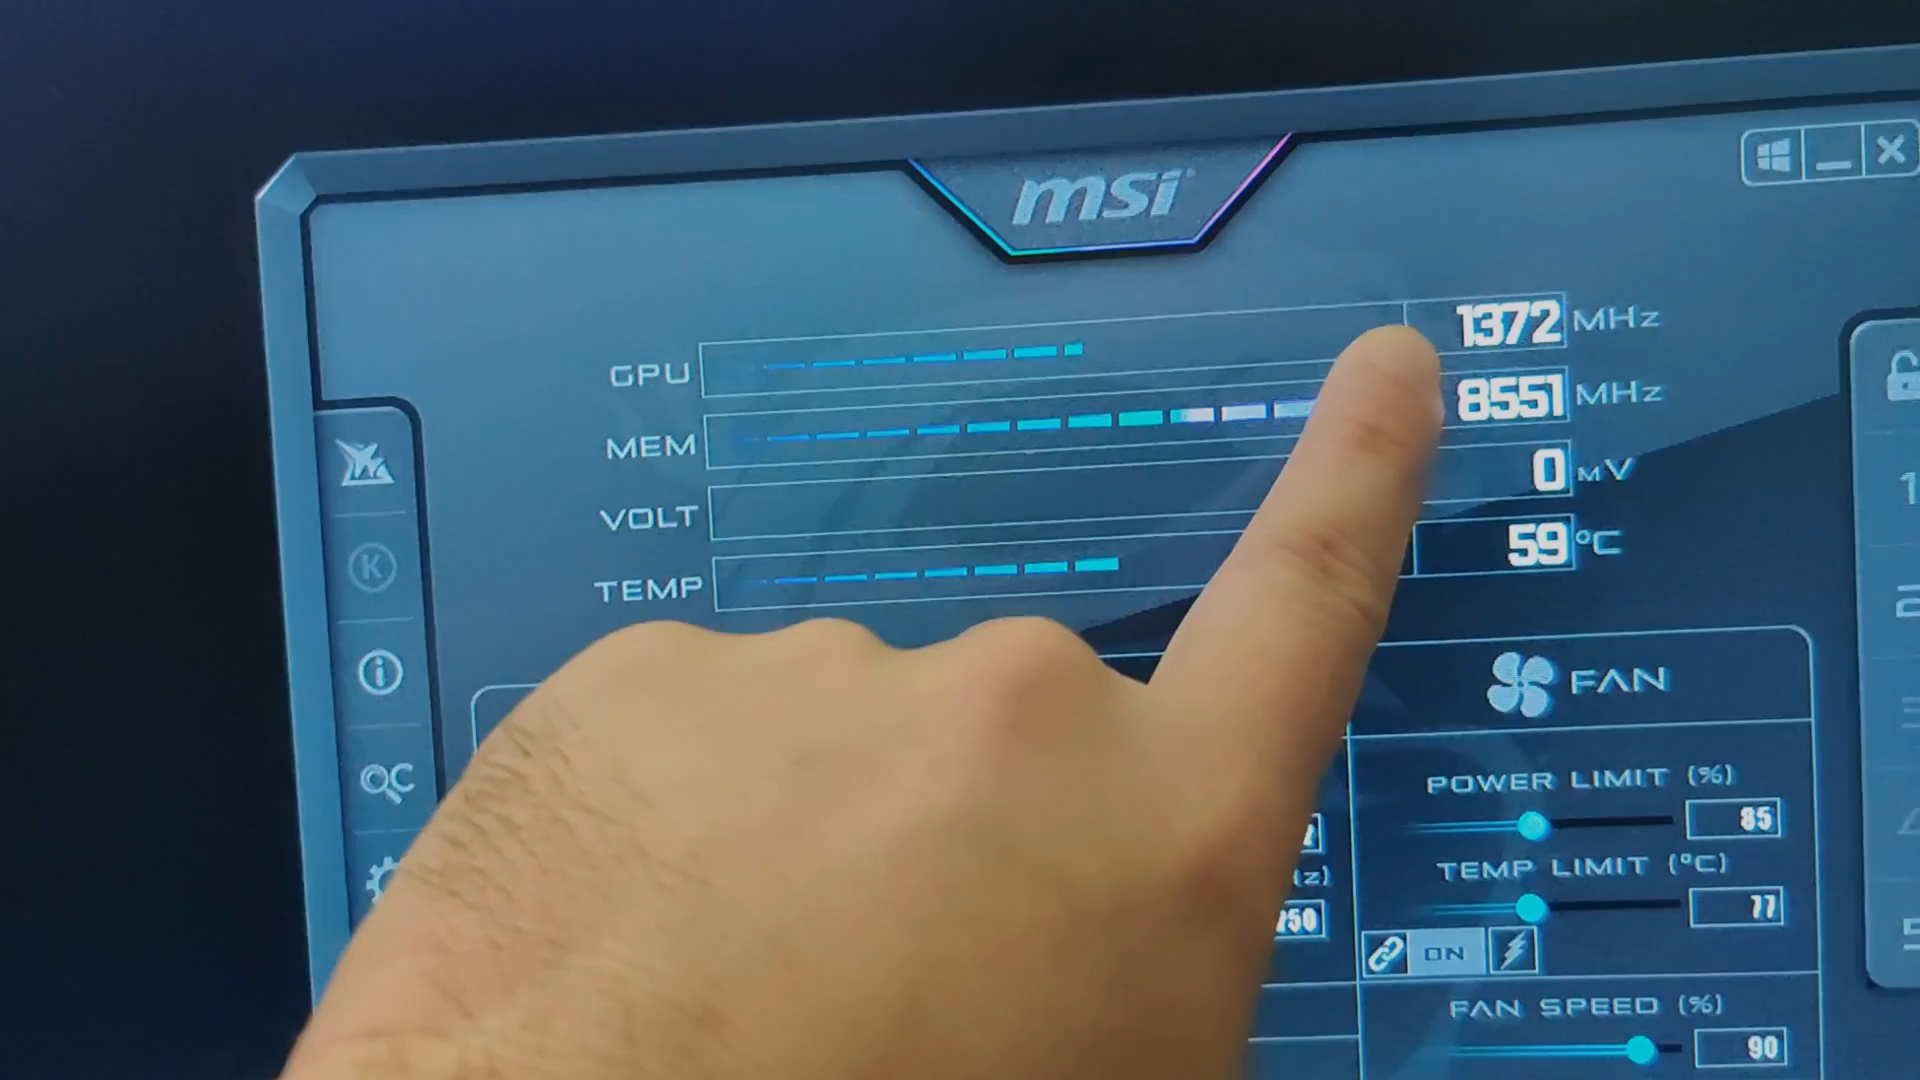 msi
GPU 1372 MHz
MEM 8551 MHz
VOLT 0 mV
TEMP 59 °C
K
FAN
POWER LIMIT (%)
85
TEMP LIMIT (°C)
77
ON
FAN SPEED (%)
90